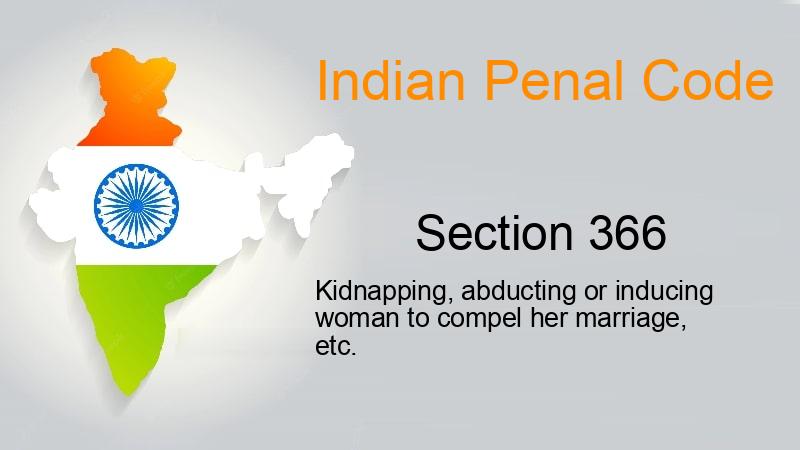 Indian Penal Code
Section 366
Kidnapping, abducting or inducing
woman to compel her marriage,
etc.